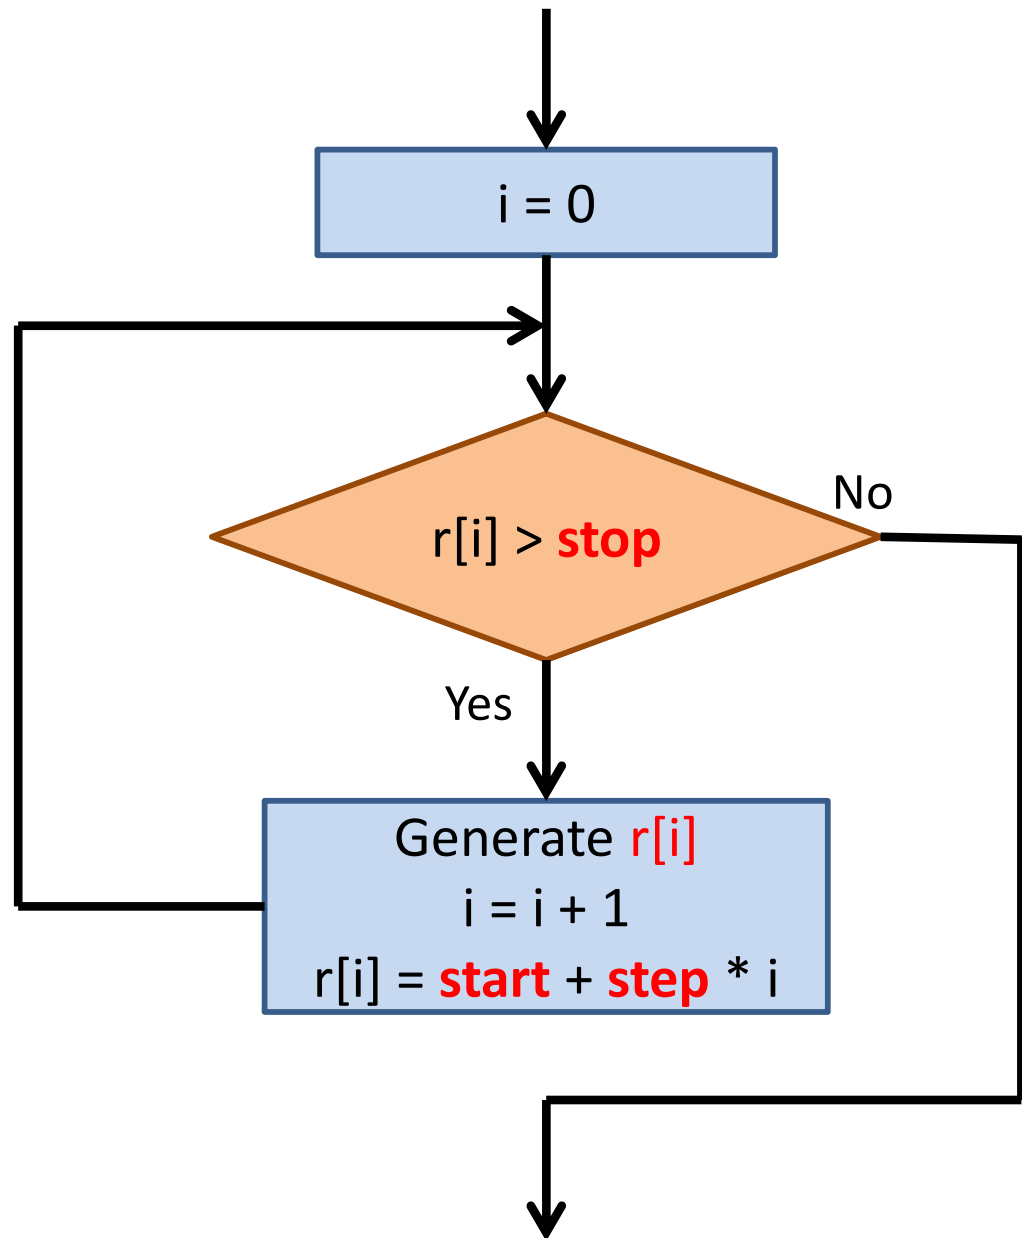 i = 0
r[i] > stop
No
Yes
Generate r[i]
i = i + 1
r[i] = start + step * i